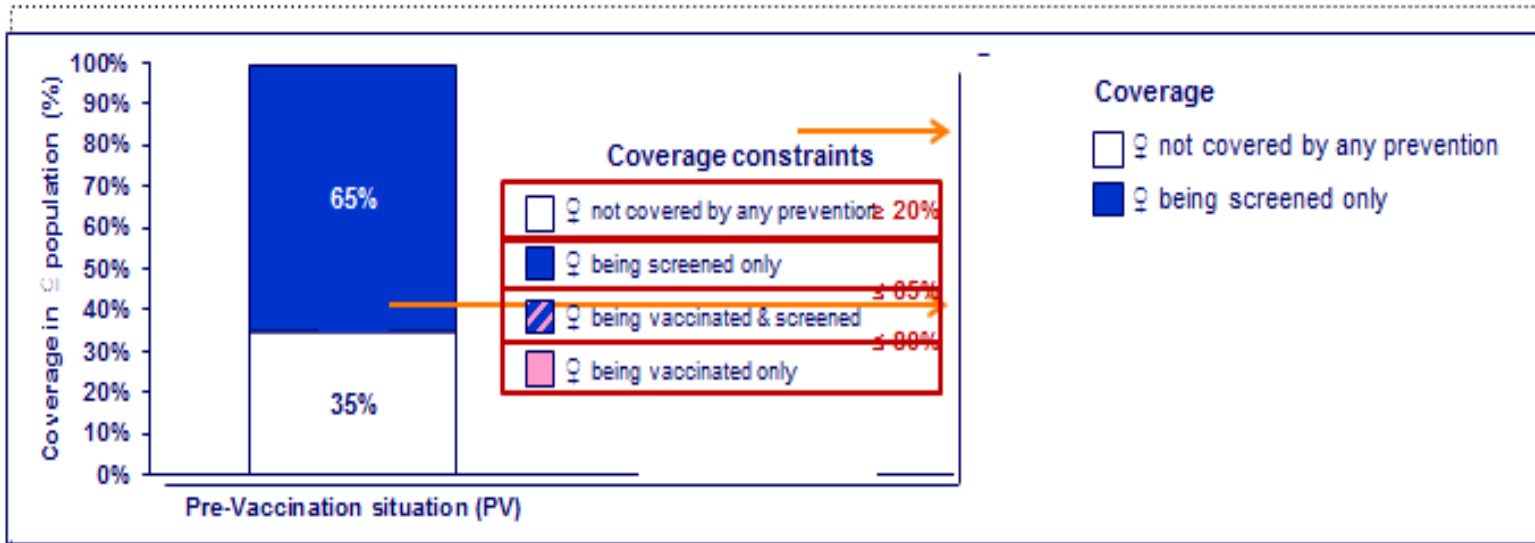 Coverage in ♀ population (%)
100%
90%
80%
70%
60%
50%
40%
30%
20%
10%
0%
65%
35%
Pre-Vaccination situation (PV)
Coverage constraints
♀ not covered by any prevention ≥ 20%
♀ being screened only
≤ 65%
♀ being vaccinated & screened
≤ 80%
♀ being vaccinated only
Coverage
♀ not covered by any prevention
♀ being screened only